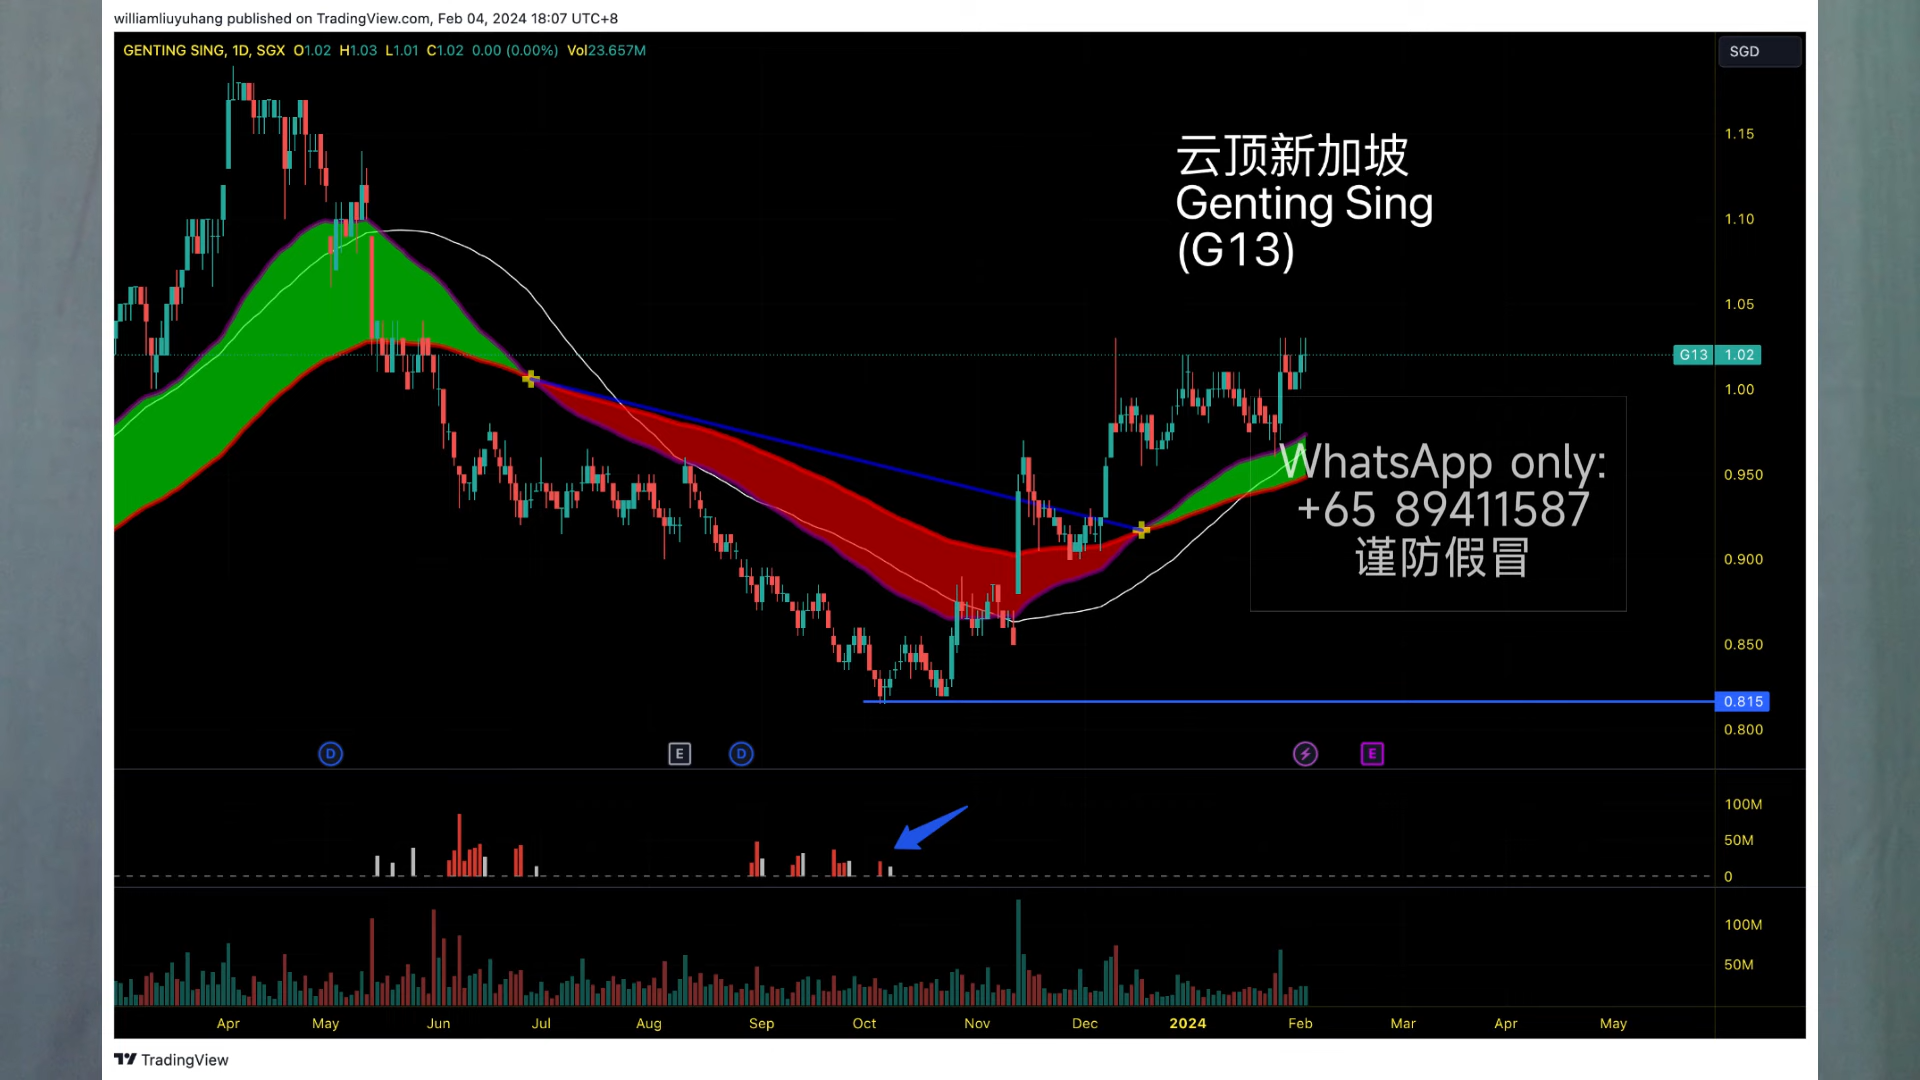 williamliuyuhang published on TradingView.com, Feb 04, 2024 18:07 UTC+8
GENTING SING, 1D, SGX O1.02 H1.03 L1.01 C1.02 0.00 (0.00%) Vol23.657M
SGD
1.15
云顶新加坡
Genting Sing
(G13)
1.10
1.05
G13 1.02
1.00
WhatsApp only:
+65 89411587
谨防假冒
0.950
0.900
0.850
0.815
0.800
D E D E
100M
50M
0
100M
50M
Apr May Jun Jul Aug Sep Oct Nov Dec 2024 Feb Mar Apr May
TradingView